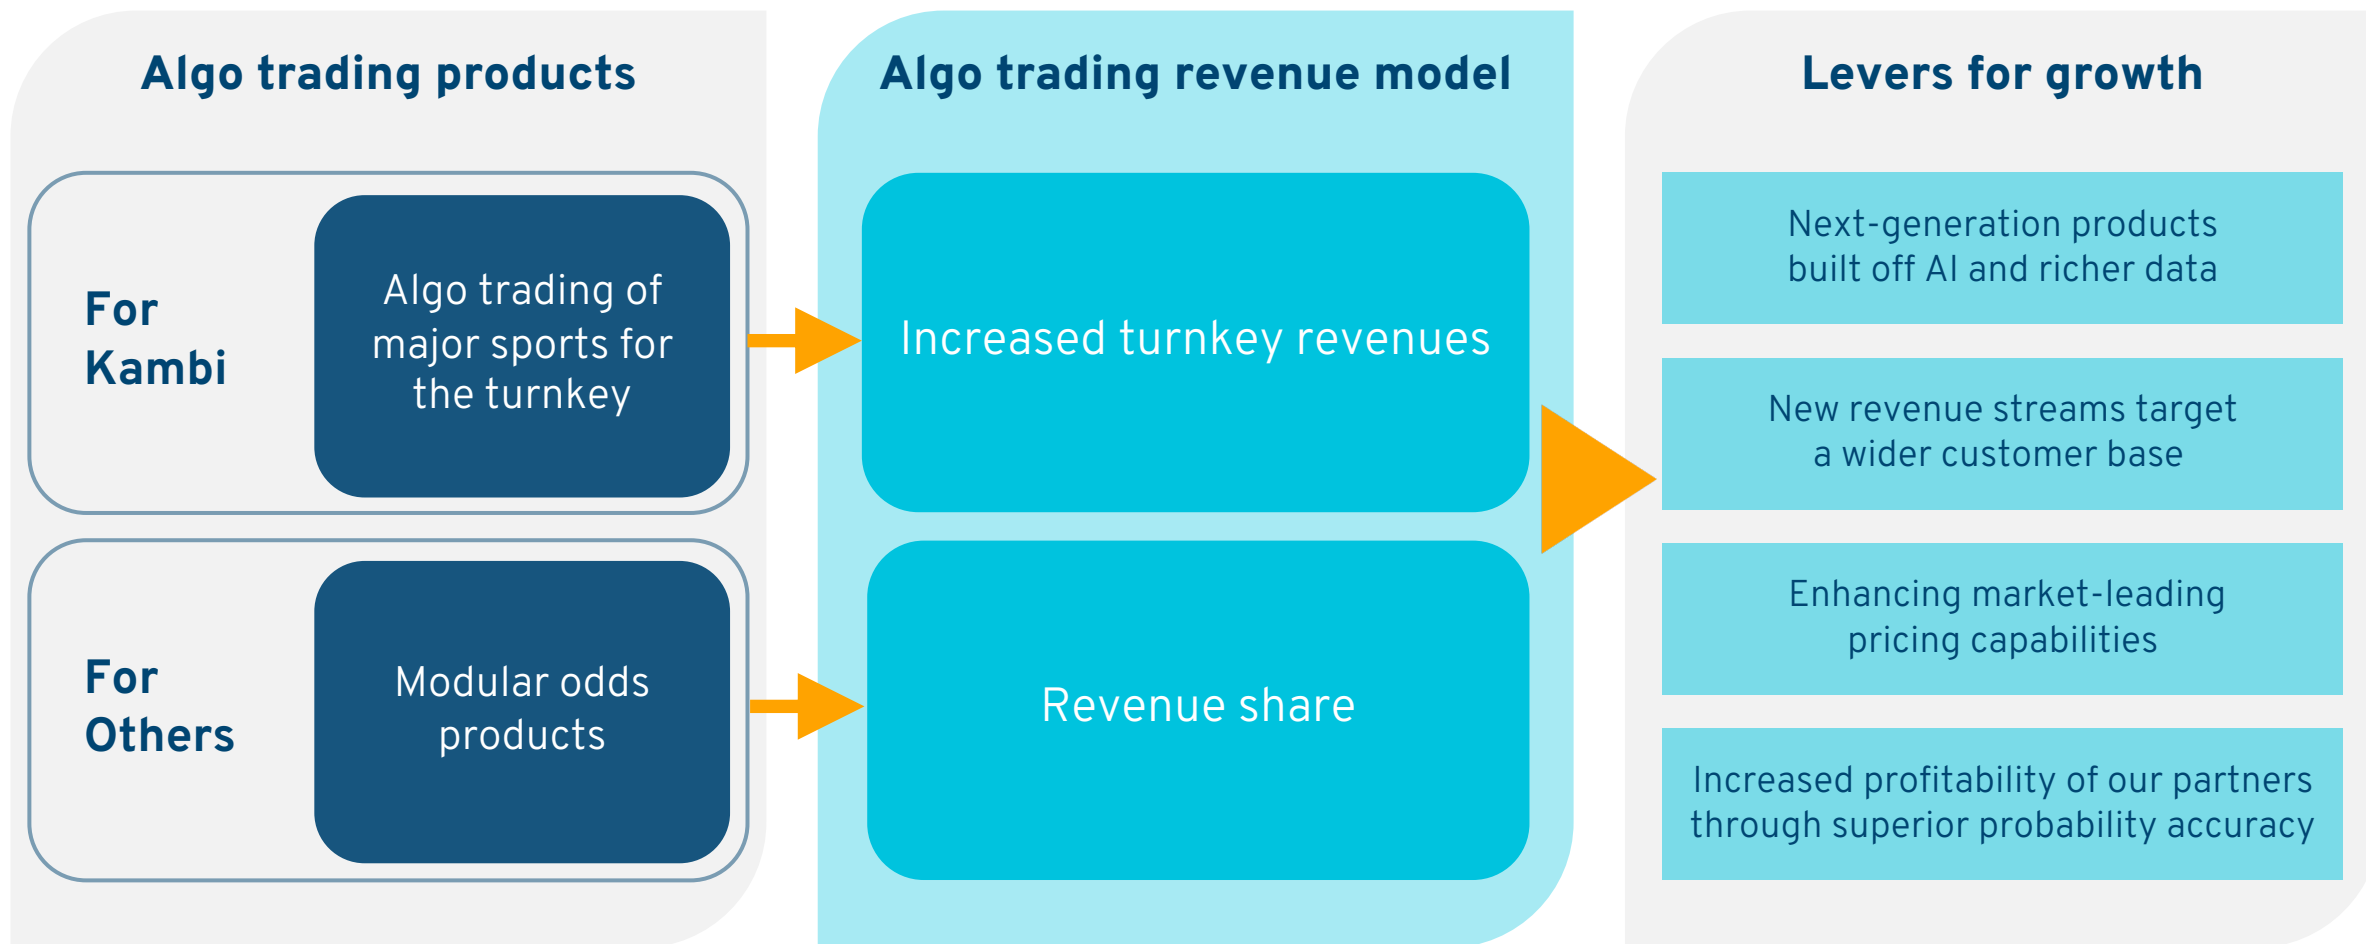 Algo trading products
For
Kambi
Algo trading of
major sports for
the turnkey
For
Others
Modular odds
products
Algo trading revenue model
Increased turnkey revenues
Revenue share
Levers for growth
Next-generation products
built off AI and richer data
New revenue streams target
a wider customer base
Enhancing market-leading
pricing capabilities
Increased profitability of our partners
through superior probability accuracy